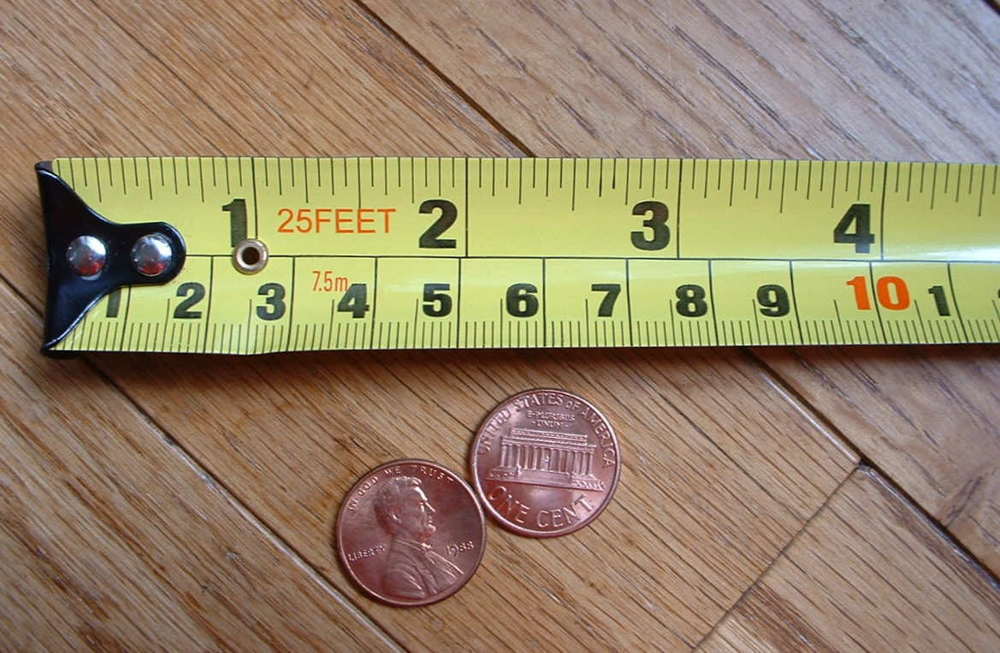 1 25FEET 2 3 4
1 2 3 7.5m 4 5 6 7 8 9 10 1
UNITED STATES OF AMERICA
E·PLURIBUS
·UNUM·
ONE CENT
IN GOD WE TRUST
LIBERTY 1988